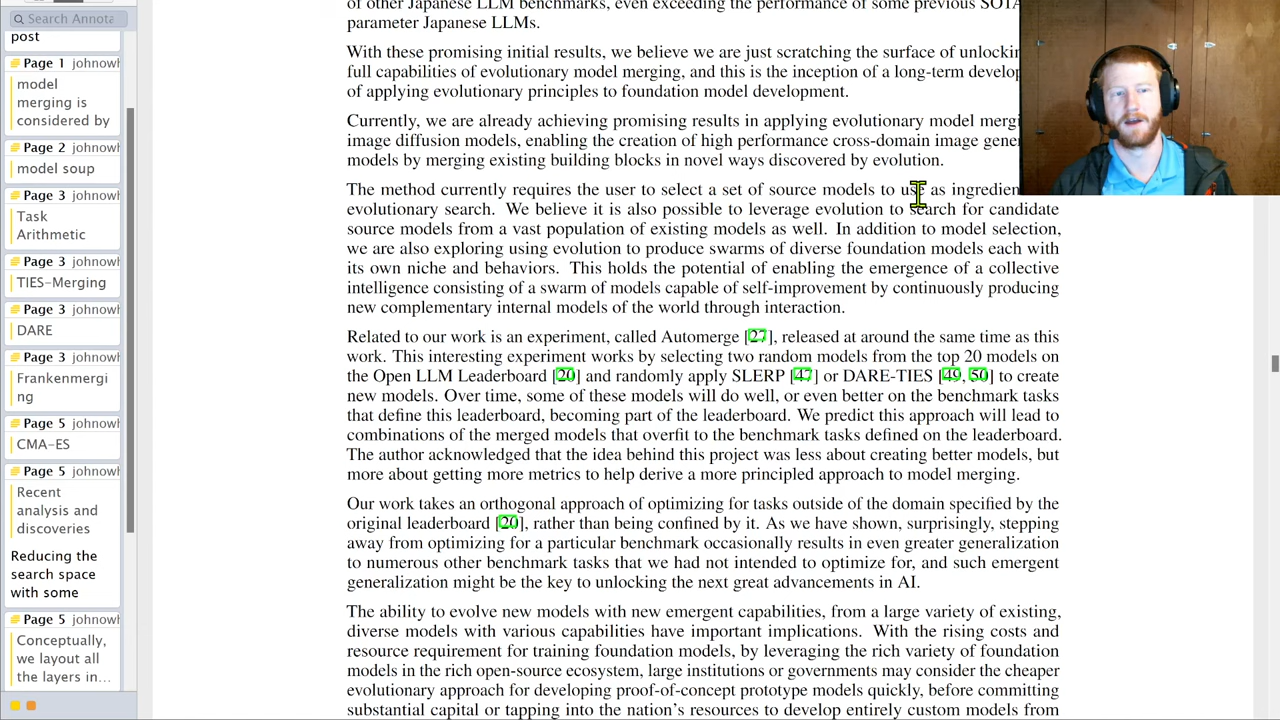 Search Annota
post
Page 1 johnowh
model
merging is
considered by
Page 2 johnowh
model soup
Page 3 johnowh
Task
Arithmetic
Page 3 johnowh
TIES-Merging
Page 3 johnowh
DARE
Page 3 johnowh
Frankenmergi
ng
Page 5 johnowh
CMA-ES
Page 5 johnowh
Recent
analysis and
discoveries
Reducing the
search space
with some
Page 5 johnowh
Conceptually,
we layout all
the layers in...
of other Japanese LLM benchmarks, even exceeding the performance of some previous SOTA
parameter Japanese LLMs.
With these promising initial results, we believe we are just scratching the surface of unlockin
full capabilities of evolutionary model merging, and this is the inception of a long-term develop
of applying evolutionary principles to foundation model development.
Currently, we are already achieving promising results in applying evolutionary model mergi
image diffusion models, enabling the creation of high performance cross-domain image gene
models by merging existing building blocks in novel ways discovered by evolution.
The method currently requires the user to select a set of source models to use as ingredien
evolutionary search. We believe it is also possible to leverage evolution to search for candidate
source models from a vast population of existing models as well. In addition to model selection,
we are also exploring using evolution to produce swarms of diverse foundation models each with
its own niche and behaviors. This holds the potential of enabling the emergence of a collective
intelligence consisting of a swarm of models capable of self-improvement by continuously producing
new complementary internal models of the world through interaction.
Related to our work is an experiment, called Automerge [27], released at around the same time as this
work. This interesting experiment works by selecting two random models from the top 20 models on
the Open LLM Leaderboard [20] and randomly apply SLERP [47] or DARE-TIES [49, 50] to create
new models. Over time, some of these models will do well, or even better on the benchmark tasks
that define this leaderboard, becoming part of the leaderboard. We predict this approach will lead to
combinations of the merged models that overfit to the benchmark tasks defined on the leaderboard.
The author acknowledged that the idea behind this project was less about creating better models, but
more about getting more metrics to help derive a more principled approach to model merging.
Our work takes an orthogonal approach of optimizing for tasks outside of the domain specified by the
original leaderboard [20], rather than being confined by it. As we have shown, surprisingly, stepping
away from optimizing for a particular benchmark occasionally results in even greater generalization
to numerous other benchmark tasks that we had not intended to optimize for, and such emergent
generalization might be the key to unlocking the next great advancements in AI.
The ability to evolve new models with new emergent capabilities, from a large variety of existing,
diverse models with various capabilities have important implications. With the rising costs and
resource requirement for training foundation models, by leveraging the rich variety of foundation
models in the rich open-source ecosystem, large institutions or governments may consider the cheaper
evolutionary approach for developing proof-of-concept prototype models quickly, before committing
substantial capital or tapping into the nation's resources to develop entirely custom models from